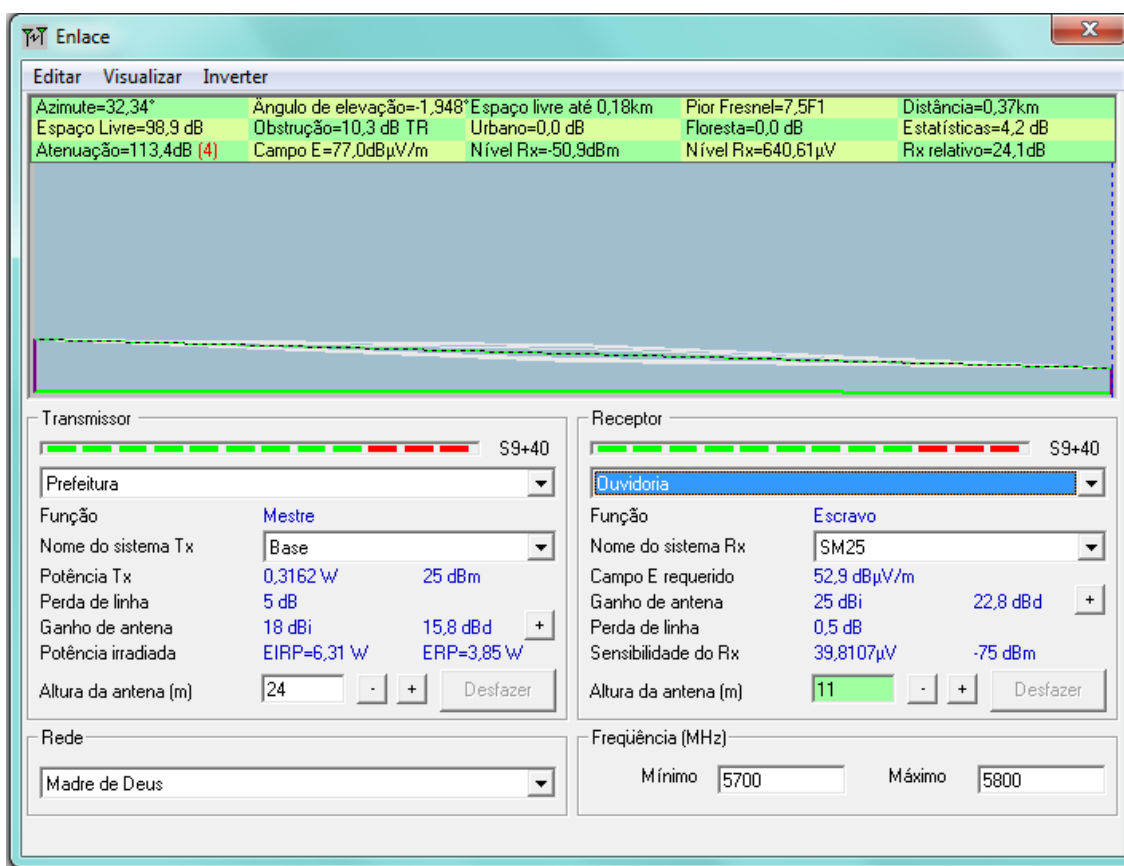 Enlace
Editar Visualizar Inverter
Azimute=32,34° Ângulo de elevação=-1,948° Espaço livre até 0,18km Pior Fresnel=7,5F1 Distância=0,37km
Espaço Livre=98,9 dB Obstrução=10,3 dB TR Urbano=0,0 dB Floresta=0,0 dB Estatísticas=4,2 dB
Atenuação=113,4dB (4) Campo E=77,0dBµV/m Nível Rx=-50,9dBm Nível Rx=640,61µV Rx relativo=24,1dB
Transmissor
S9+40
Prefeitura
Função Mestre
Nome do sistema Tx Base
Potência Tx 0,3162 W 25 dBm
Perda de linha 5 dB
Ganho de antena 18 dBi 15,8 dBd +
Potência irradiada EIRP=6,31 W ERP=3,85 W
Altura da antena (m) 24 - + Desfazer
Rede
Madre de Deus
Receptor
S9+40
Ouvidoria
Função Escravo
Nome do sistema Rx SM25
Campo E requerido 52,9 dBµV/m
Ganho de antena 25 dBi 22,8 dBd +
Perda de linha 0,5 dB
Sensibilidade do Rx 39,8107µV -75 dBm
Altura da antena (m) 11 - + Desfazer
Freqüência (MHz)
Mínimo 5700 Máximo 5800